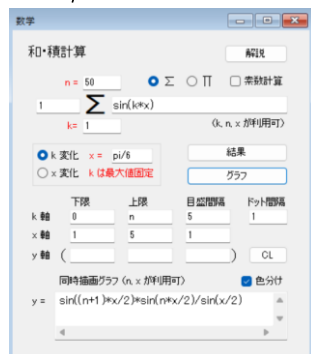 数学
和・積計算
解説
n = 50 Σ ∏ 素数計算
1 Σ sin(k*x)
k= 1 (k, n, x が利用可)
k 変化 x = pi/6 結果
x 変化 k は最大値固定 グラフ
下限 上限 目盛間隔 ドット間隔
k 軸 0 n 5 1
x 軸 1 5 1
y 軸 ( ) CL
同時描画グラフ (n, x が利用可) 色分け
y = sin((n+1)*x/2)*sin(n*x/2)/sin(x/2)